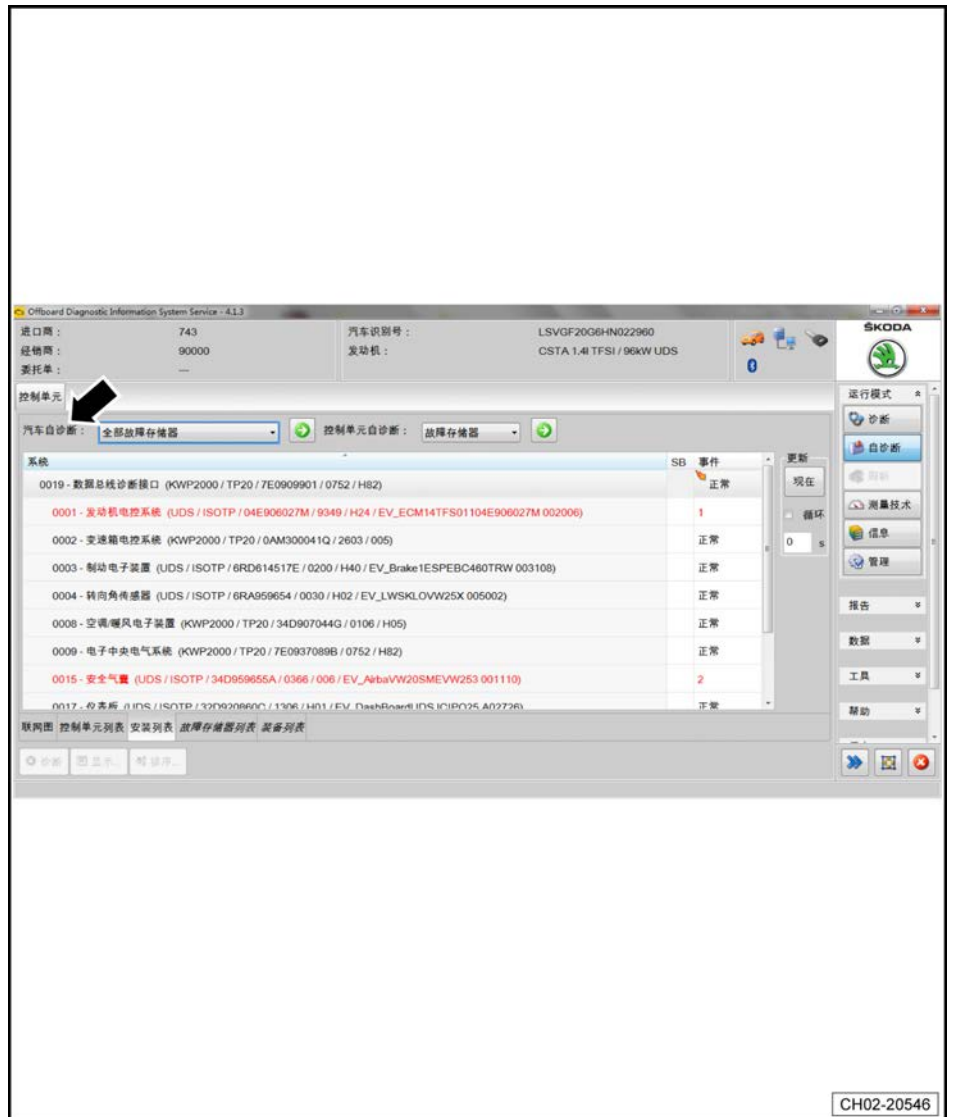 Offboard Diagnostic Information System Service - 4.1.3
进口商： 743 汽车识别号： LSVGF20G6HN022960
经销商： 90000 发动机： CSTA 1.4l TFSI / 96kW UDS
委托单： ---
ŠKODA
控制单元
汽车自诊断： 全部故障存储器 控制单元自诊断： 故障存储器
系统 SB 事件
0019 - 数据总线诊断接口 (KWP2000 / TP20 / 7E0909901 / 0752 / H82) 正常
0001 - 发动机电控系统 (UDS / ISOTP / 04E906027M / 9349 / H24 / EV_ECM14TFS01104E906027M 002006) 1
0002 - 变速箱电控系统 (KWP2000 / TP20 / 0AM300041Q / 2603 / 005) 正常
0003 - 制动电子装置 (UDS / ISOTP / 6RD614517E / 0200 / H40 / EV_Brake1ESPEBC460TRW 003108) 正常
0004 - 转向角传感器 (UDS / ISOTP / 6RA959654 / 0030 / H02 / EV_LWSKLOVW25X 005002) 正常
0008 - 空调/暖风电子装置 (KWP2000 / TP20 / 34D907044G / 0106 / H05) 正常
0009 - 电子中央电气系统 (KWP2000 / TP20 / 7E0937089B / 0752 / H82) 正常
0015 - 安全气囊 (UDS / ISOTP / 34D959655A / 0366 / 006 / EV_AirbaVW20SMEVW253 001110) 2
0017 - 仪表板 (UDS / ISOTP / 32D920860C / 1306 / H01 / EV_DashBoardUDSJCIPQ25 A02726) 正常
更新
现在
循环
0 s
联网图 控制单元列表 安装列表 故障存储器列表 装备列表
诊断 显示... 排序...
运行模式
诊断
自诊断
测量技术
信息
管理
报告
数据
工具
帮助
CH02-20546